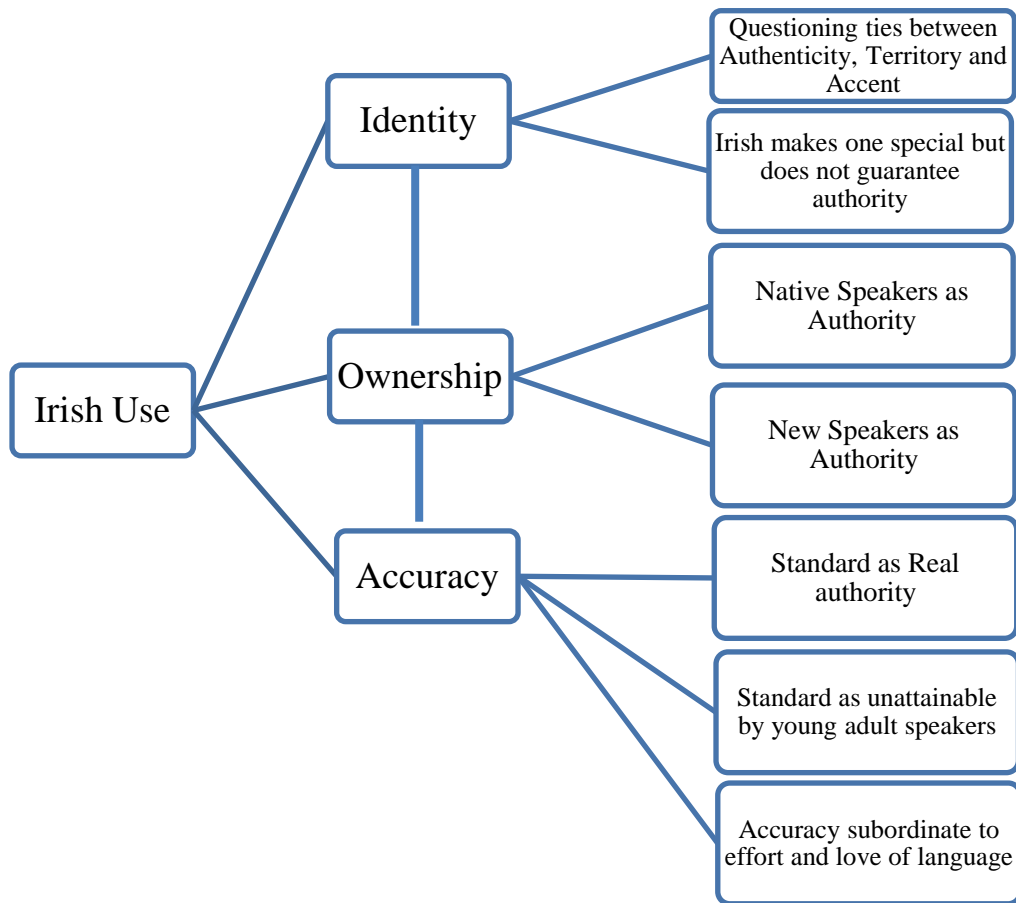 Questioning ties between
Authenticity, Territory and
Accent
Identity
Irish makes one special but
does not guarantee
authority
Native Speakers as
Authority
Irish Use
Ownership
New Speakers as
Authority
Accuracy
Standard as Real
authority
Standard as unattainable
by young adult speakers
Accuracy subordinate to
effort and love of language